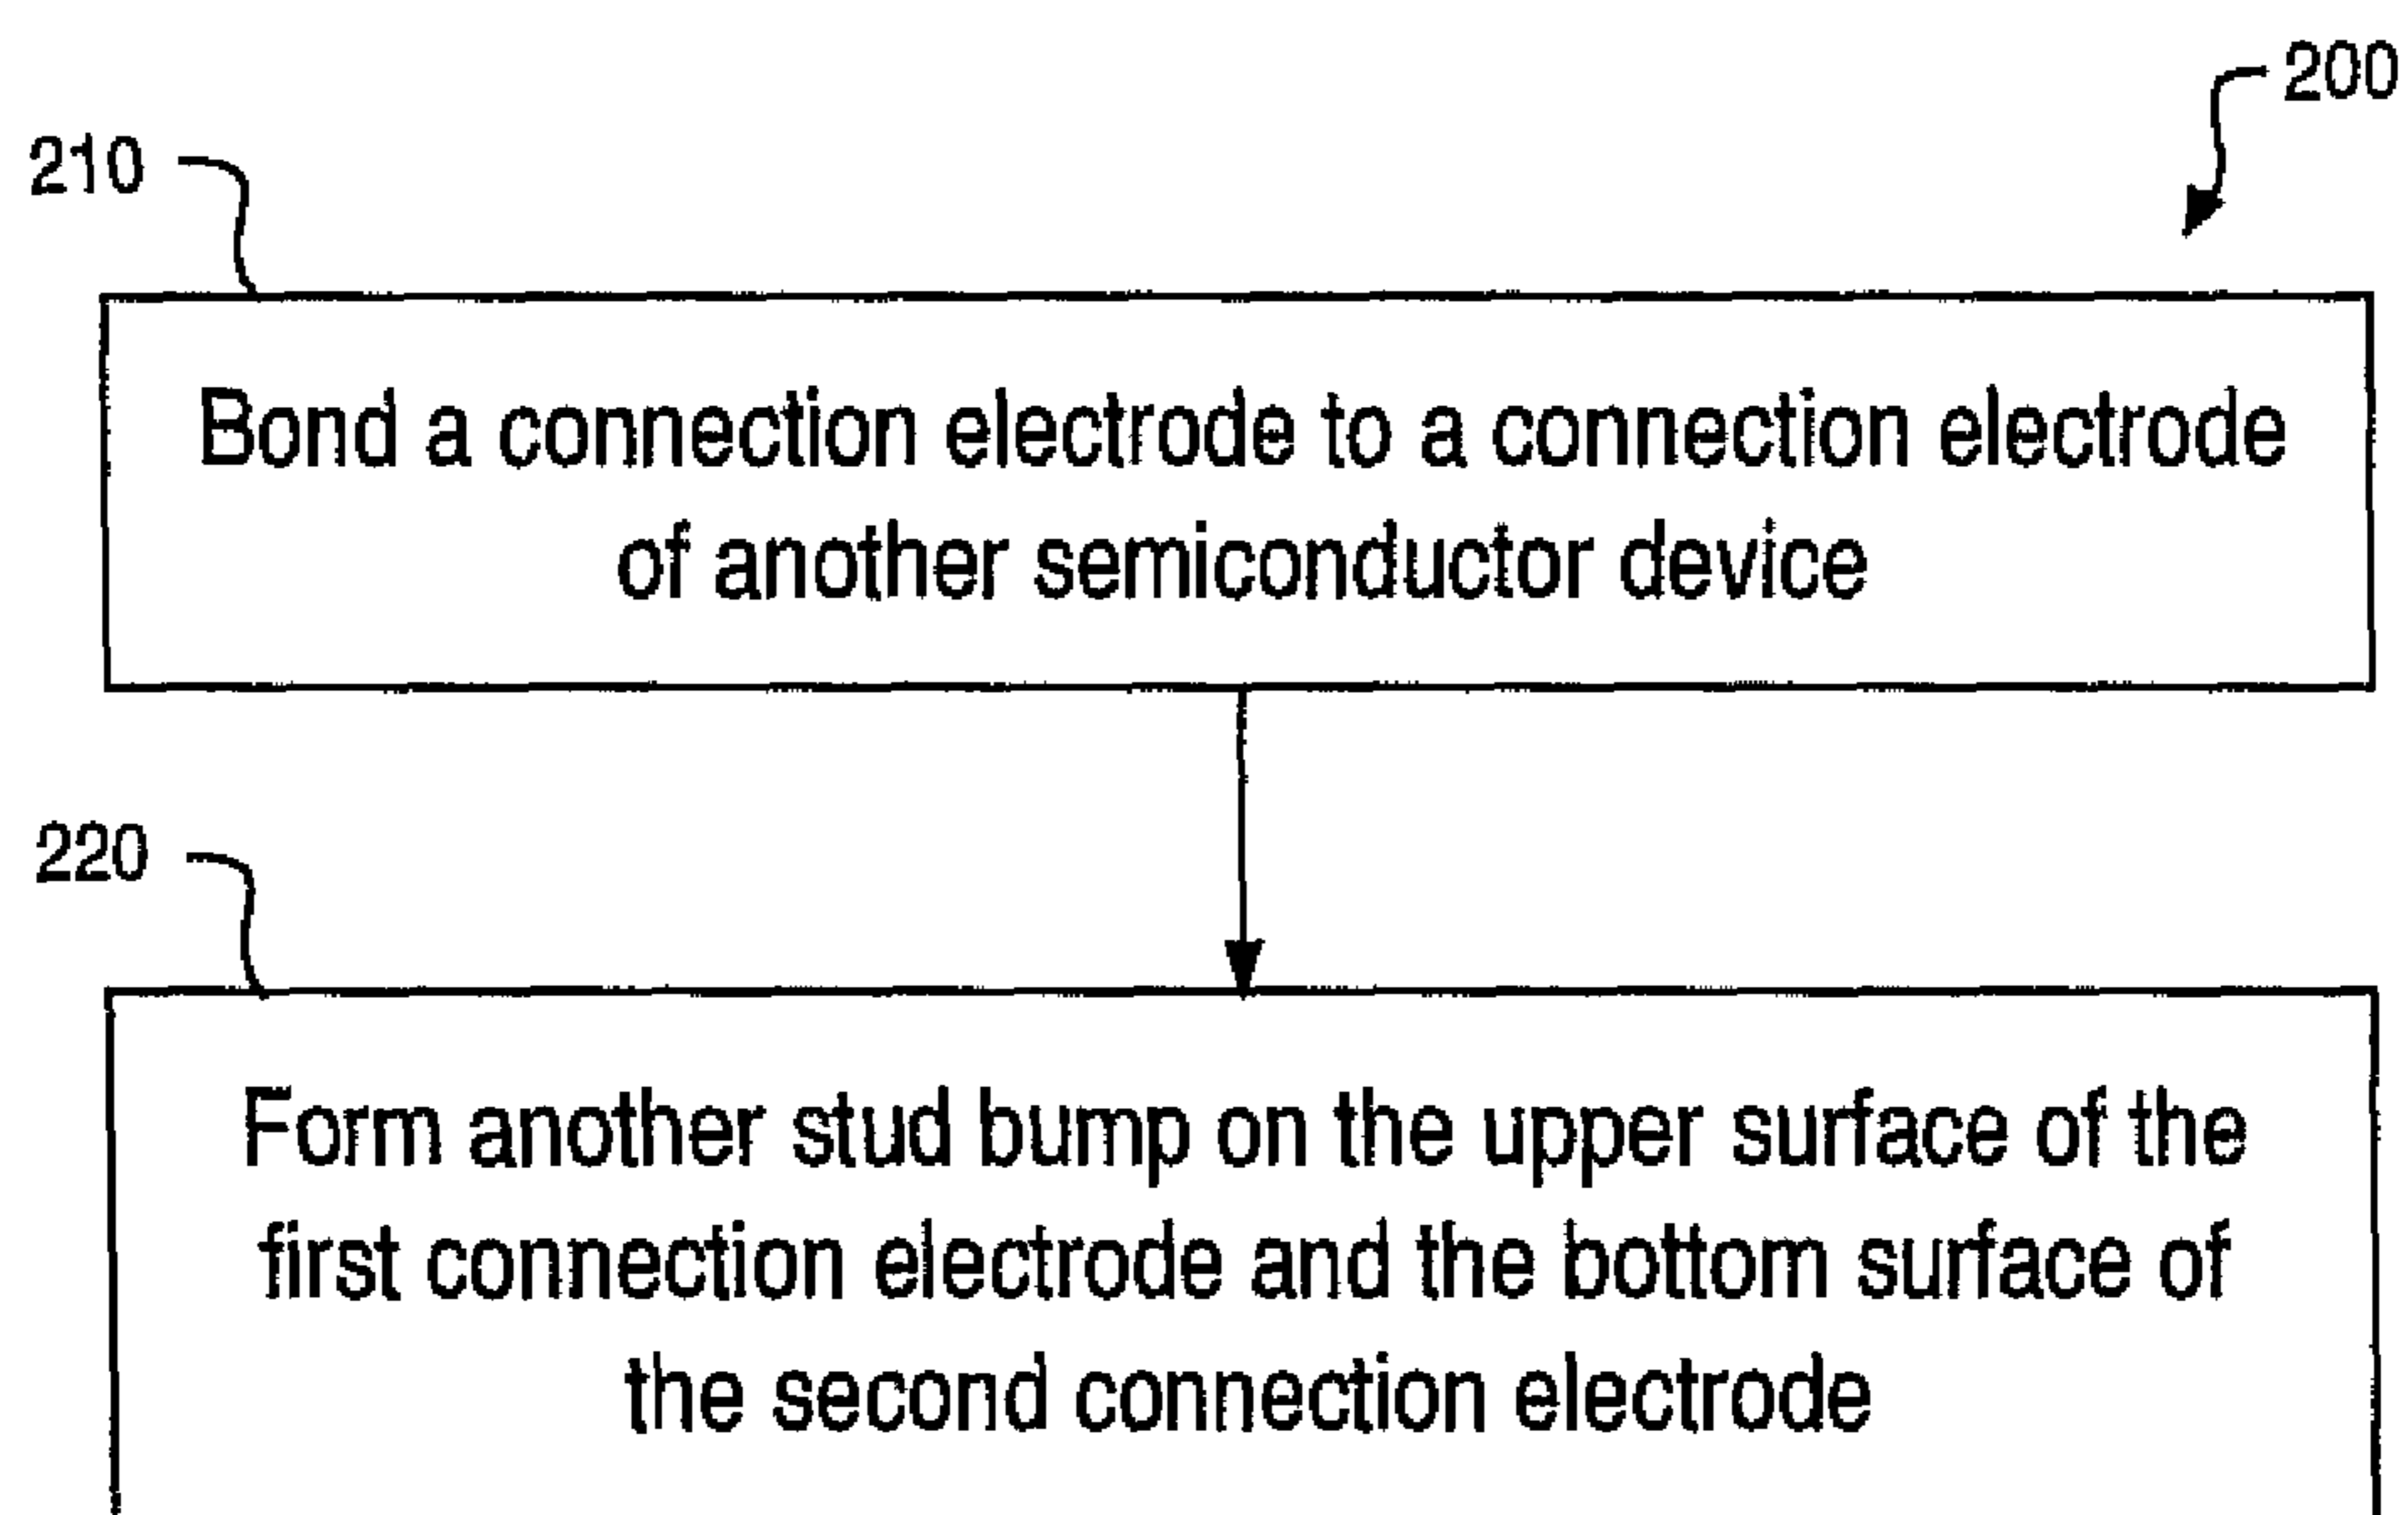 200
210
Bond a connection electrode to a connection electrode
of another semiconductor device
220
Form another stud bump on the upper surface of the
first connection electrode and the bottom surface of
the second connection electrode